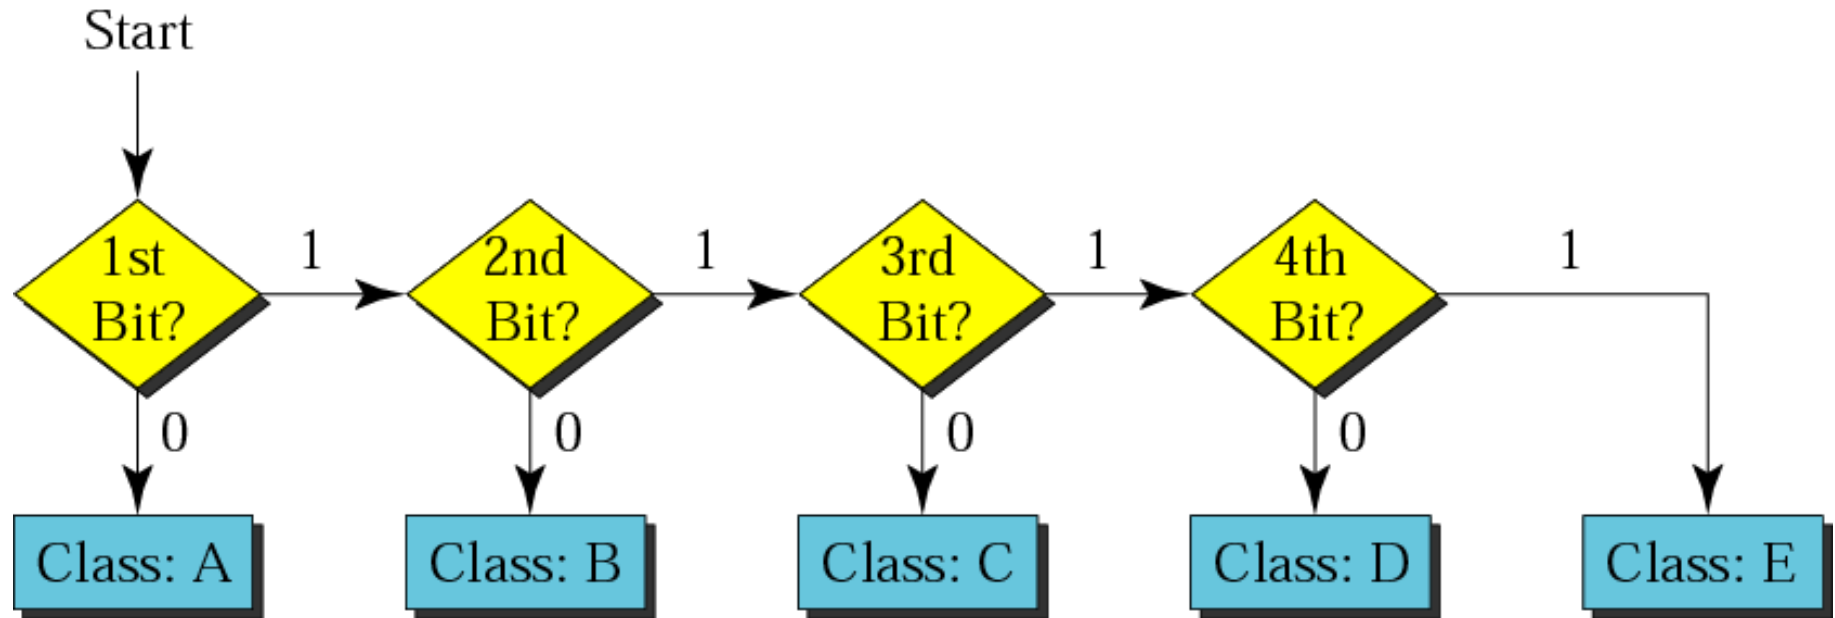 Start
1st
Bit?
1
2nd
Bit?
1
3rd
Bit?
1
4th
Bit?
1
0
0
0
0
Class: A
Class: B
Class: C
Class: D
Class: E